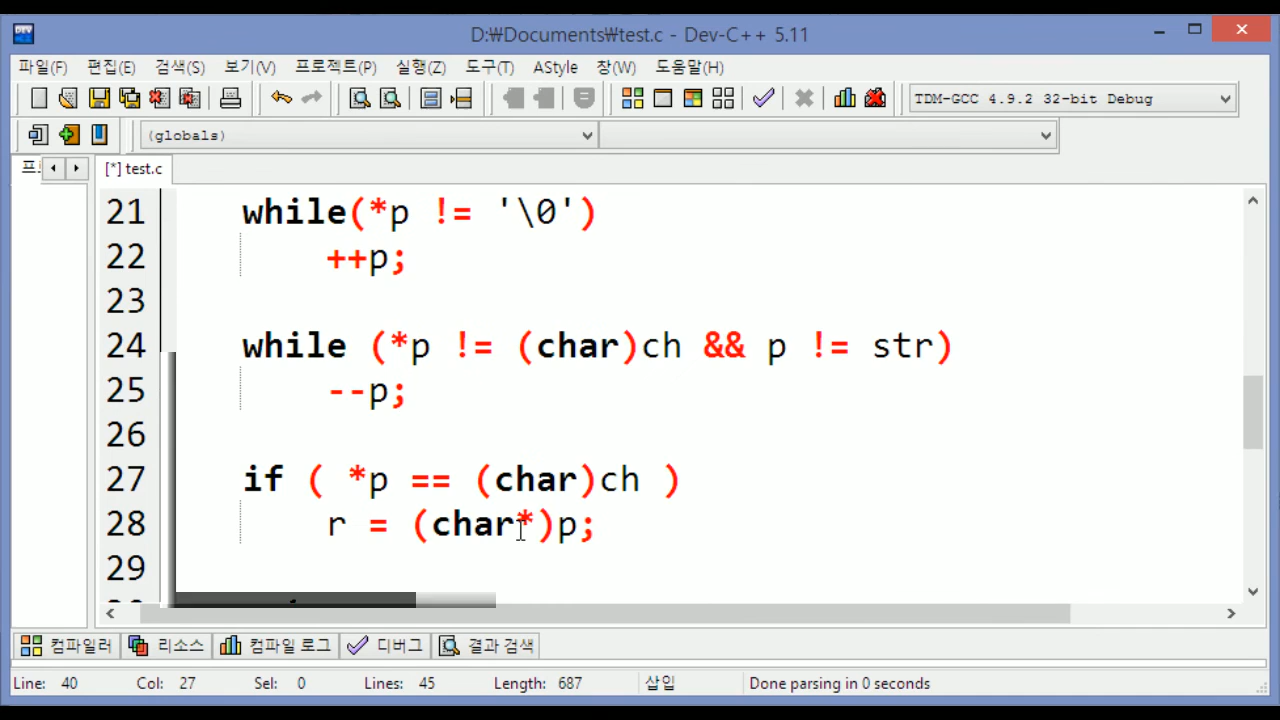 DEV
D:₩Documents₩test.c - Dev-C++ 5.11
파일(F) 편집(E) 검색(S) 보기(V) 프로젝트(P) 실행(Z) 도구(T) AStyle 창(W) 도움말(H)
TDM-GCC 4.9.2 32-bit Debug
(globals)
[*] test.c
21 while(*p != '\0')
22 ++p;
23
24 while (*p != (char)ch && p != str)
25 --p;
26
27 if ( *p == (char)ch )
28 r = (char*)p;
29
컴파일러 리소스 컴파일 로그 디버그 결과 검색
Line: 40 Col: 27 Sel: 0 Lines: 45 Length: 687 삽입 Done parsing in 0 seconds